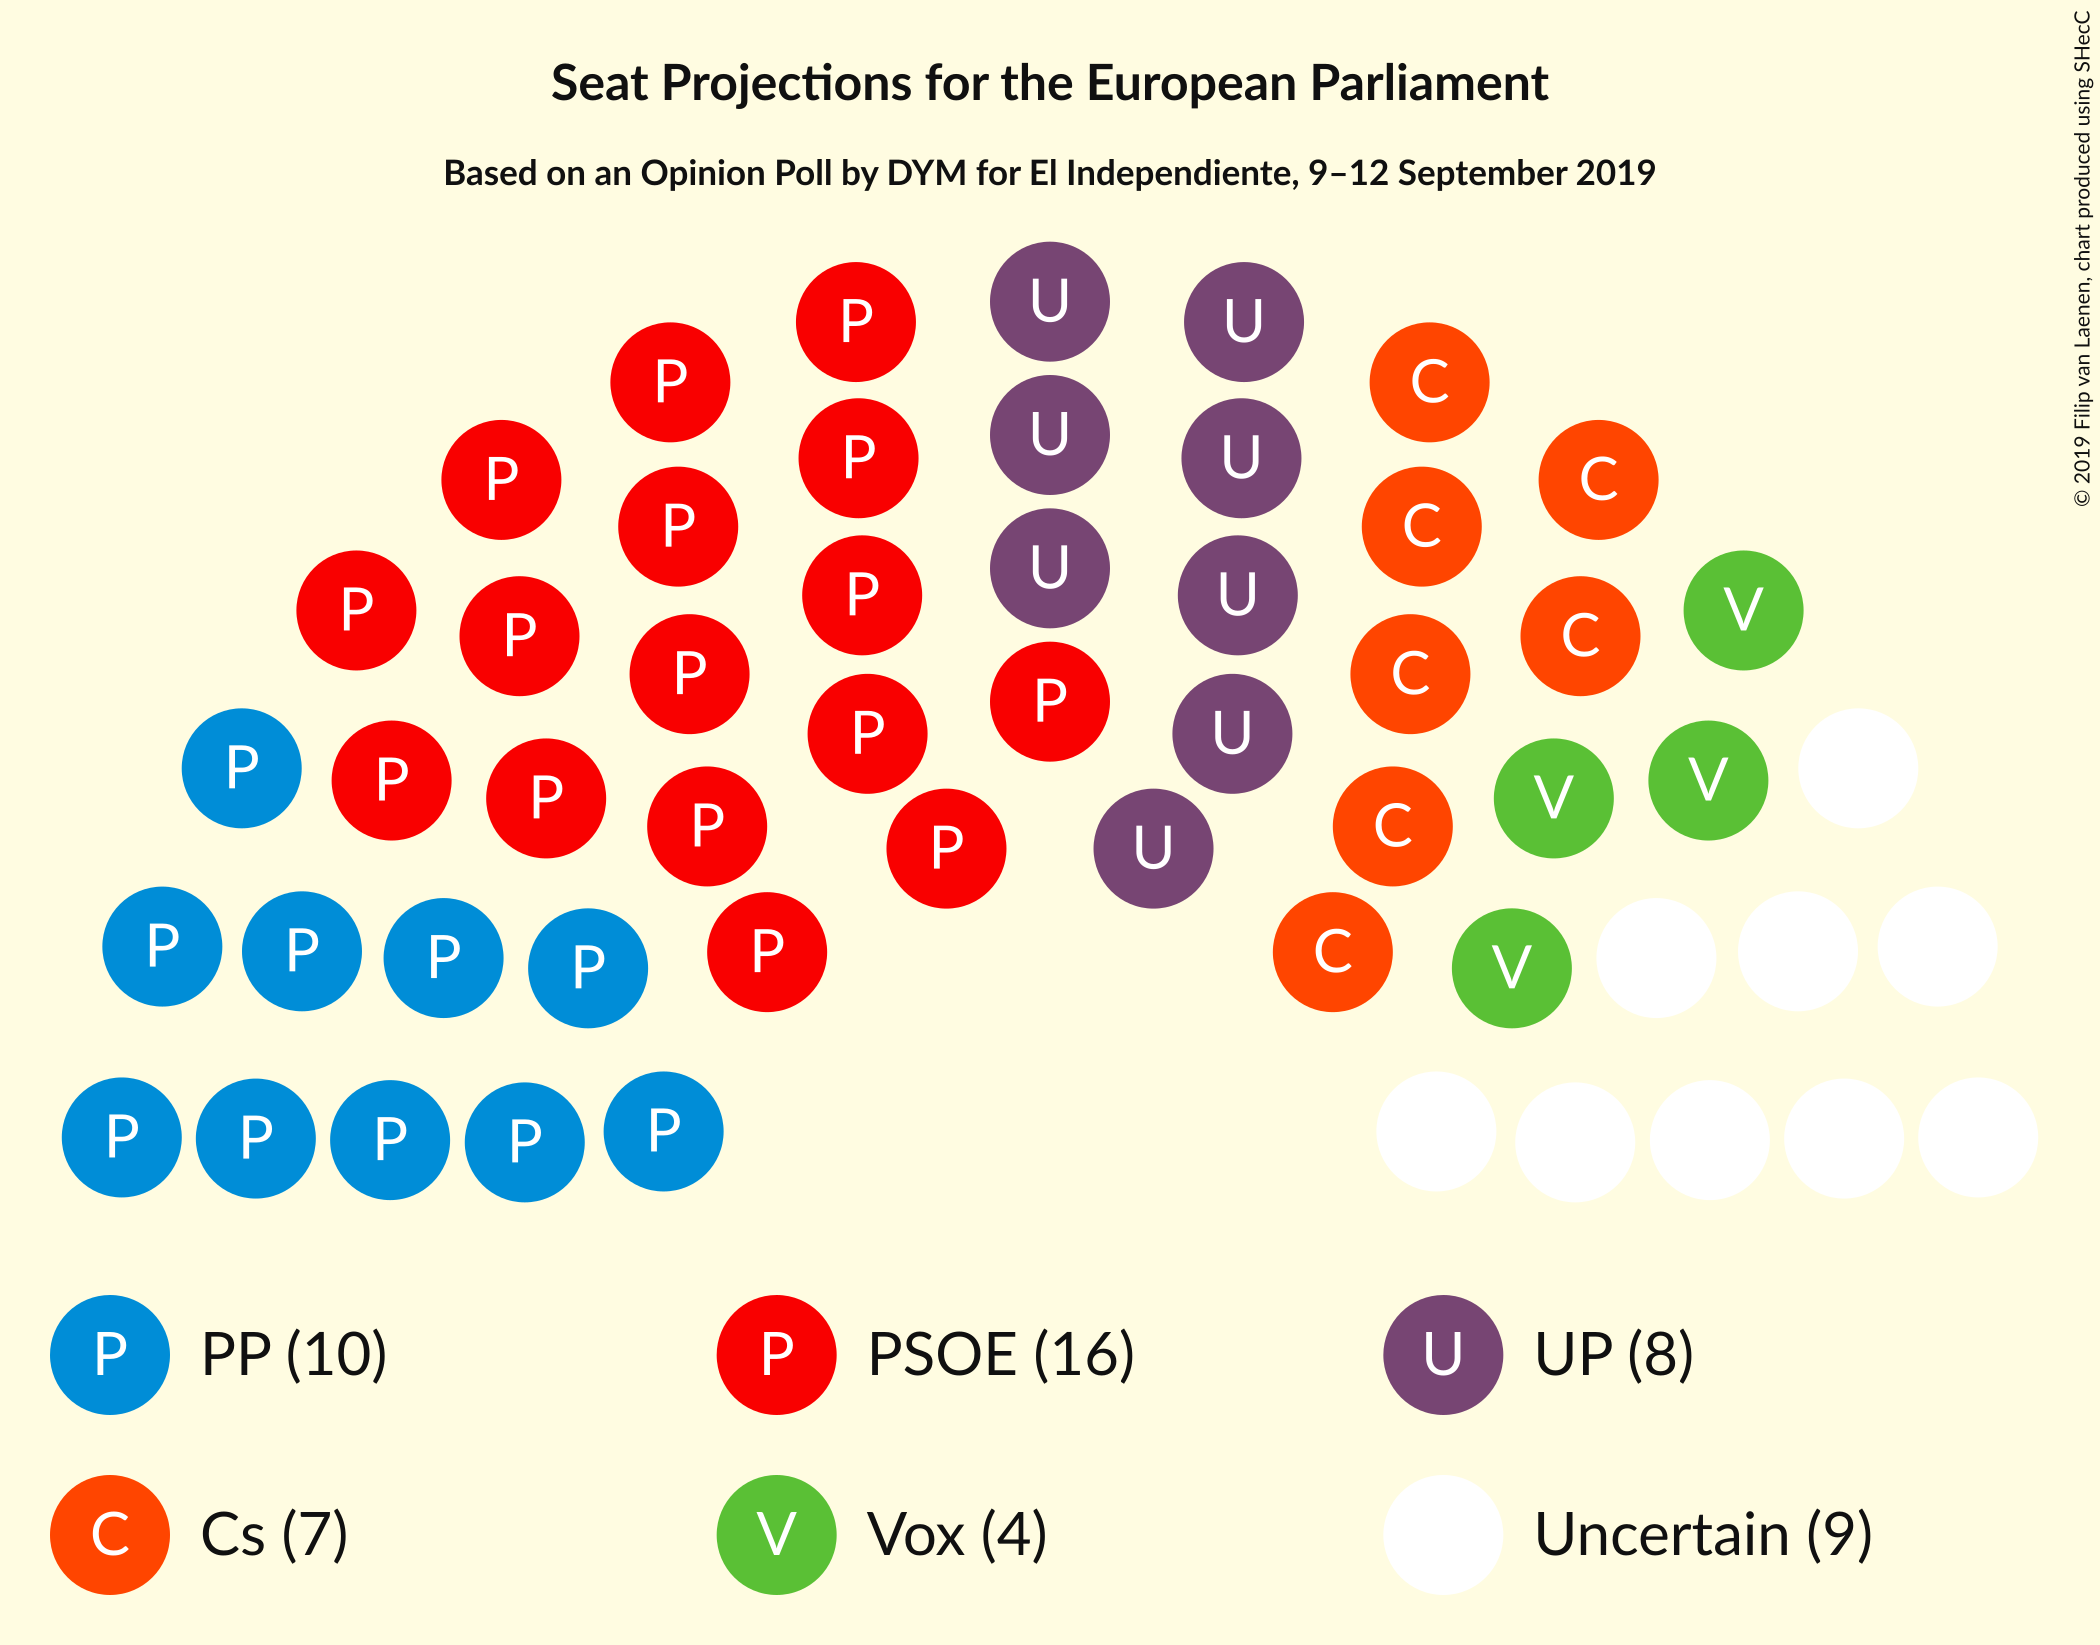 Seat Projections for the European Parliament
Based on an Opinion Poll by DYM for El Independiente, 9–12 September 2019
© 2019 Filip van Laenen, chart produced using SHecC
U
P U
P C
U
P U
P C
P C
U
P U
P
P C
P V
P C
P
P U
P P V
P V
P C
P U
P P P P
P C
V
P P P P P
P PP (10)
P PSOE (16)
U UP (8)
C Cs (7)
V Vox (4)
Uncertain (9)